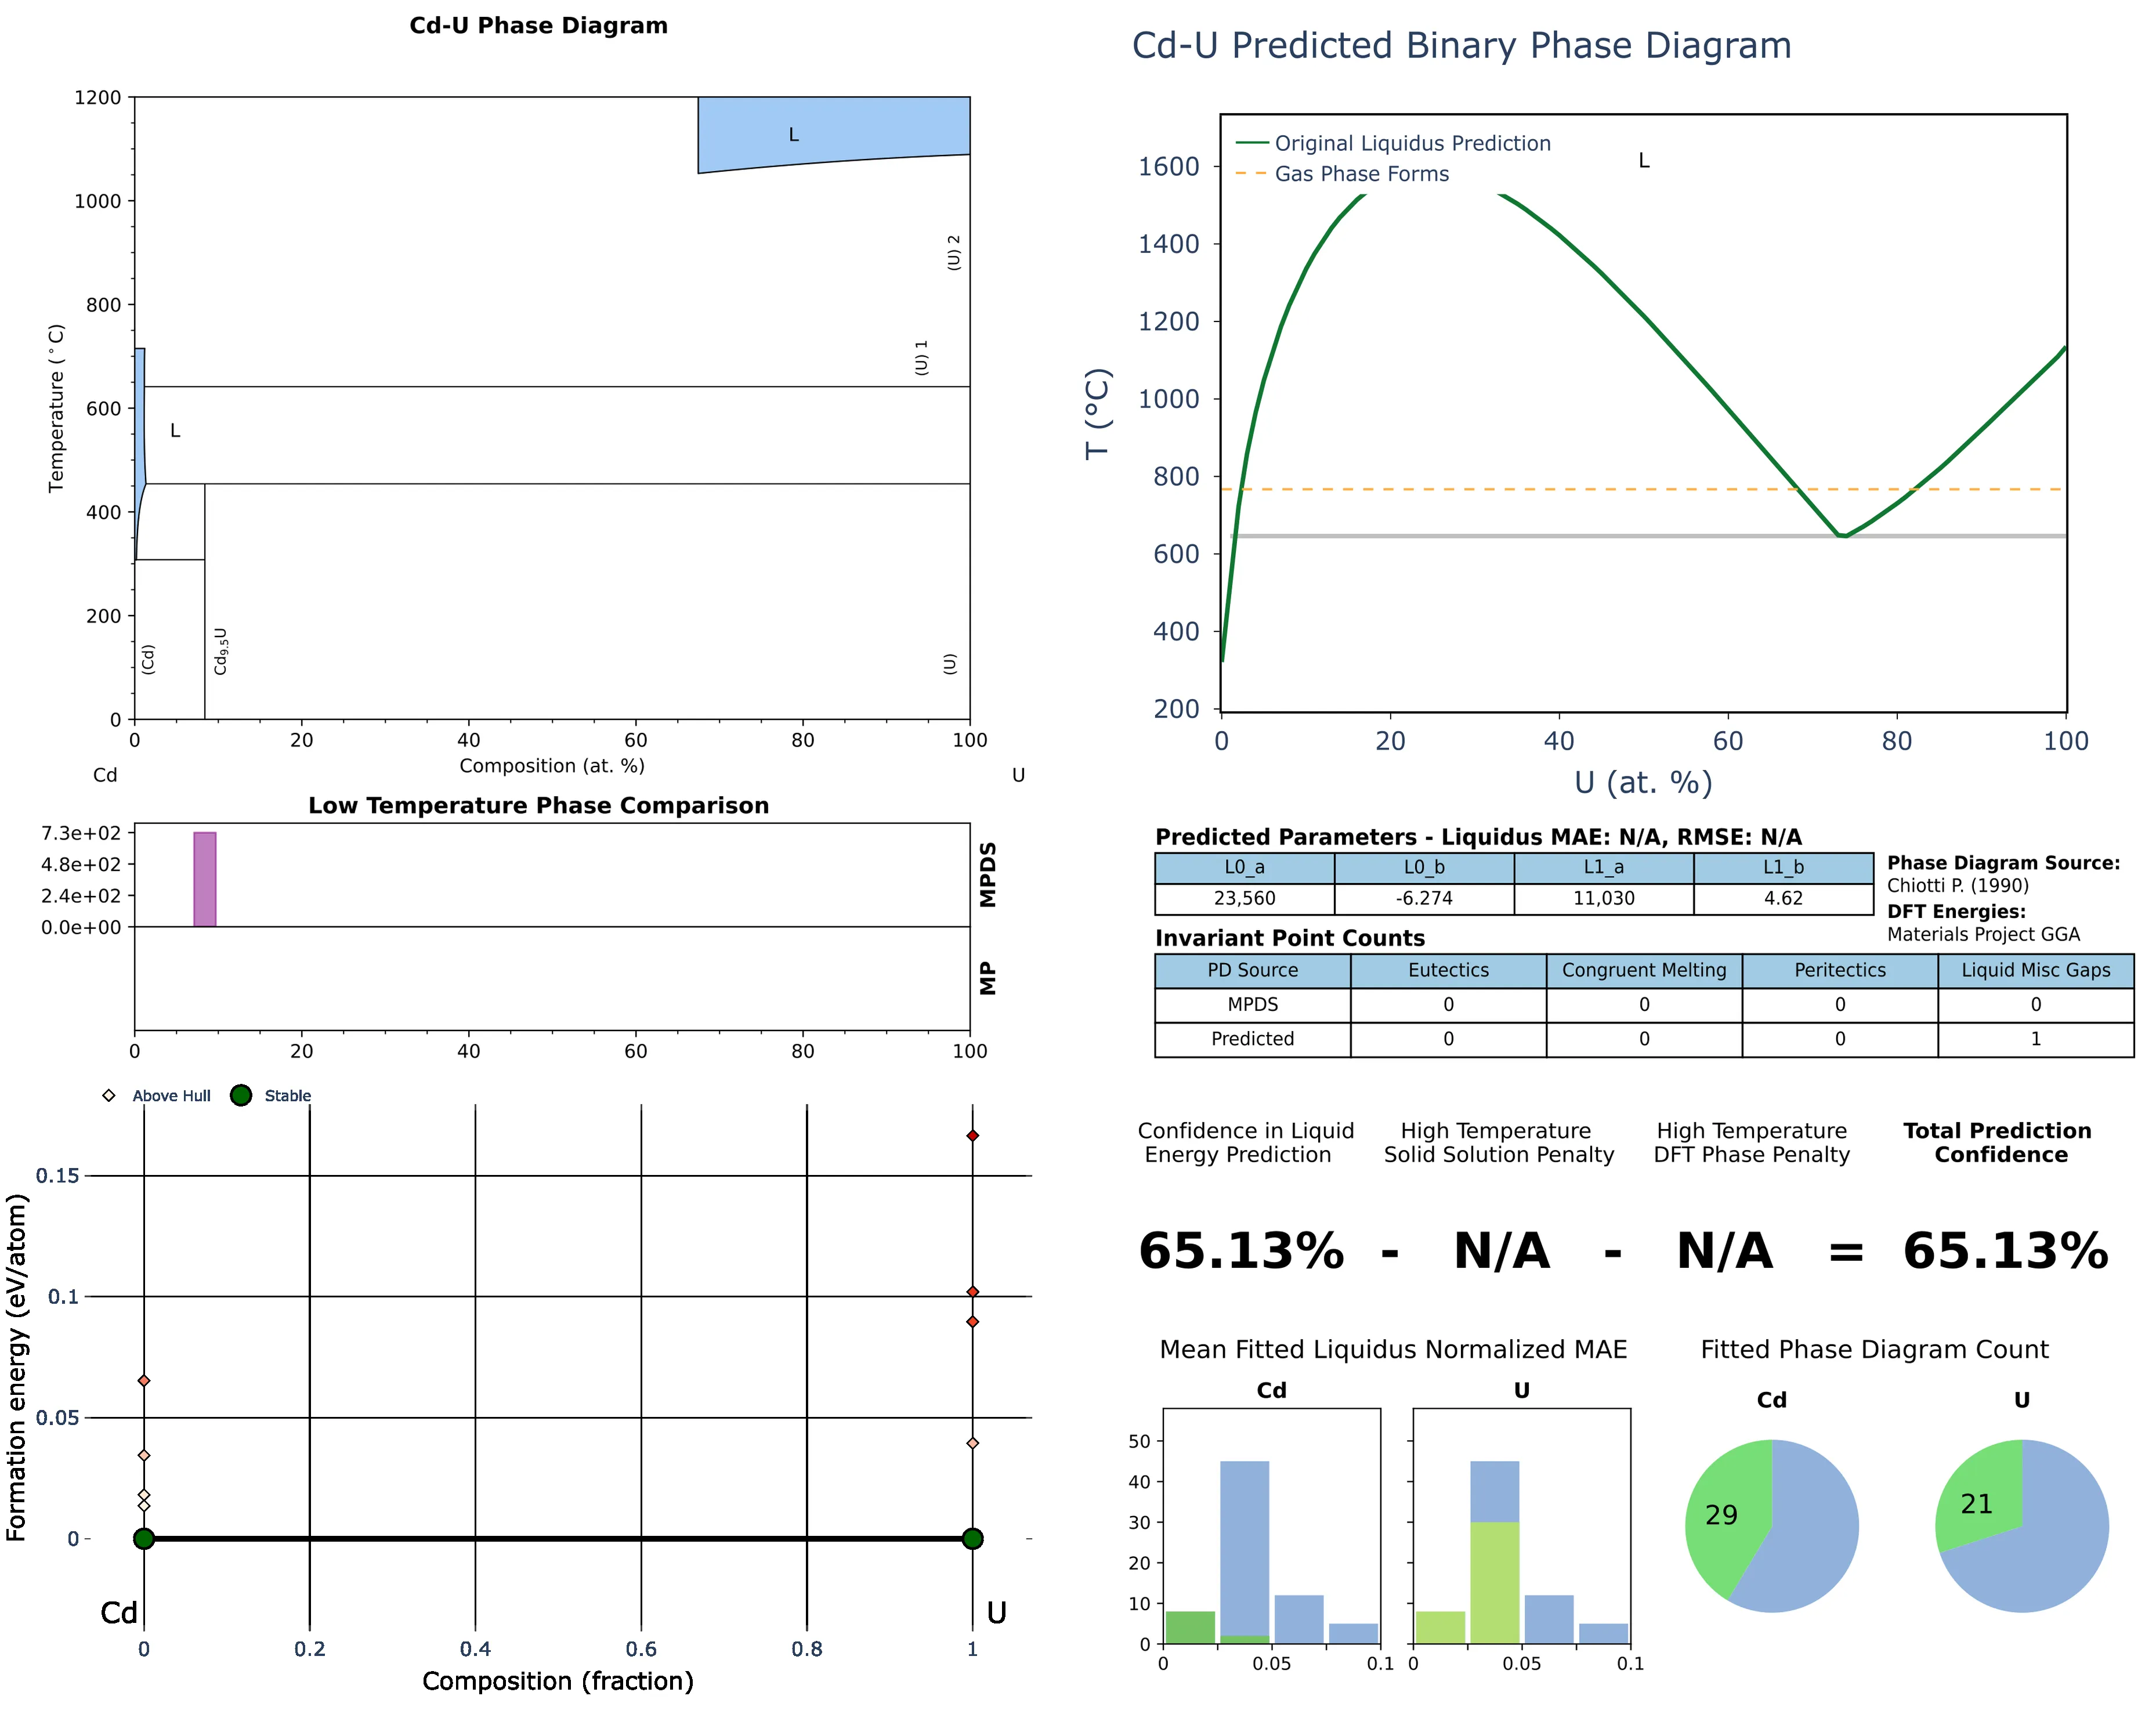 Cd-U Phase Diagram
1200
1000
800
600
400
200
0
Temperature (°C)
L
L
(U) 2
(U) 1
(Cd)
Cd9.5U
(U)
0 20 40 60 80 100
Composition (at. %)
Cd U
Low Temperature Phase Comparison
7.3e+02
4.8e+02
2.4e+02
0.0e+00
MPDS
MP
0 20 40 60 80 100
Above Hull Stable
0.15
0.1
0.05
0
Formation energy (eV/atom)
Cd U
0 0.2 0.4 0.6 0.8 1
Composition (fraction)
Cd-U Predicted Binary Phase Diagram
Original Liquidus Prediction
Gas Phase Forms
L
1600
1400
1200
1000
800
600
400
200
T (°C)
0 20 40 60 80 100
U (at. %)
Predicted Parameters - Liquidus MAE: N/A, RMSE: N/A
L0_a L0_b L1_a L1_b
23,560 -6.274 11,030 4.62
Phase Diagram Source:
Chiotti P. (1990)
DFT Energies:
Materials Project GGA
Invariant Point Counts
PD Source Eutectics Congruent Melting Peritectics Liquid Misc Gaps
MPDS 0 0 0 0
Predicted 0 0 0 1
Confidence in Liquid
Energy Prediction
High Temperature
Solid Solution Penalty
High Temperature
DFT Phase Penalty
Total Prediction
Confidence
65.13% - N/A - N/A = 65.13%
Mean Fitted Liquidus Normalized MAE
Cd U
50
40
30
20
10
0
0 0.05 0.1 0 0.05 0.1
Fitted Phase Diagram Count
Cd U
29 21